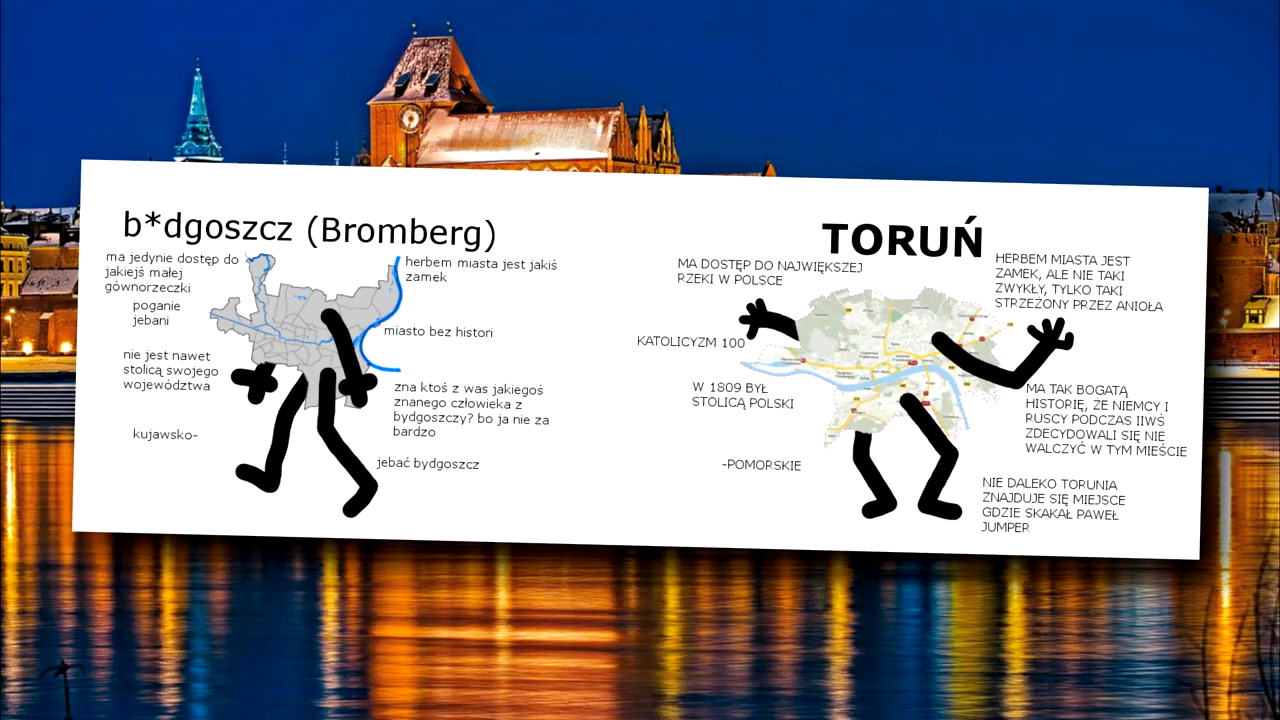 b*dgoszcz (Bromberg)
ma jedynie dostęp do
jakiejś małej
gównorzeczki
poganie
jebani
nie jest nawet
stolicą swojego
województwa
kujawsko-
herbem miasta jest jakiś
zamek
miasto bez histori
zna ktoś z was jakiegoś
znanego człowieka z
bydgoszczy? bo ja nie za
bardzo
jebać bydgoszcz
TORUŃ
MA DOSTĘP DO NAJWIĘKSZEJ
RZEKI W POLSCE
KATOLICYZM 100
W 1809 BYŁ
STOLICĄ POLSKI
-POMORSKIE
HERBEM MIASTA JEST
ZAMEK, ALE NIE TAKI
ZWYKŁY, TYLKO TAKI
STRZEŻONY PRZEZ ANIOŁA
MA TAK BOGATĄ
HISTORIĘ, ŻE NIEMCY I
RUSCY PODCZAS IIWŚ
ZDECYDOWALI SIĘ NIE
WALCZYĆ W TYM MIEŚCIE
NIE DALEKO TORUNIA
ZNAJDUJE SIĘ MIEJSCE
GDZIE SKAKAŁ PAWEŁ
JUMPER